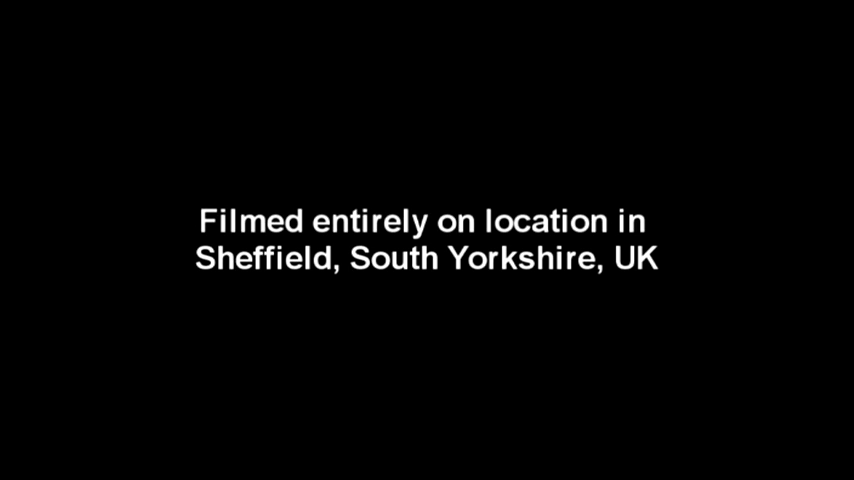 Filmed entirely on location in
Sheffield, South Yorkshire, UK